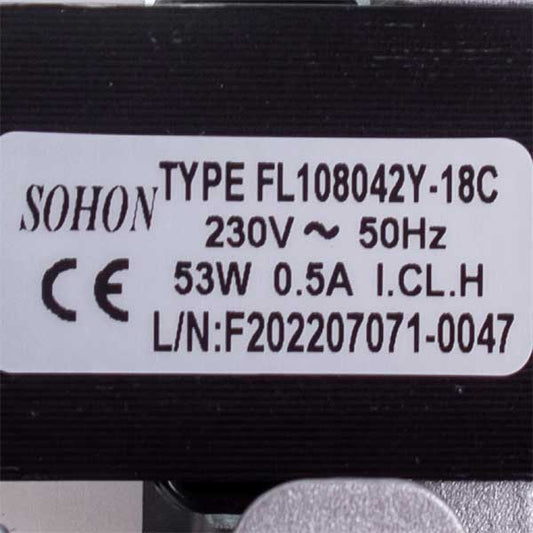 SOHON
TYPE FL108042Y-18C
230V ~ 50Hz
CE
53W 0.5A I.CL.H
L/N:F202207071-0047